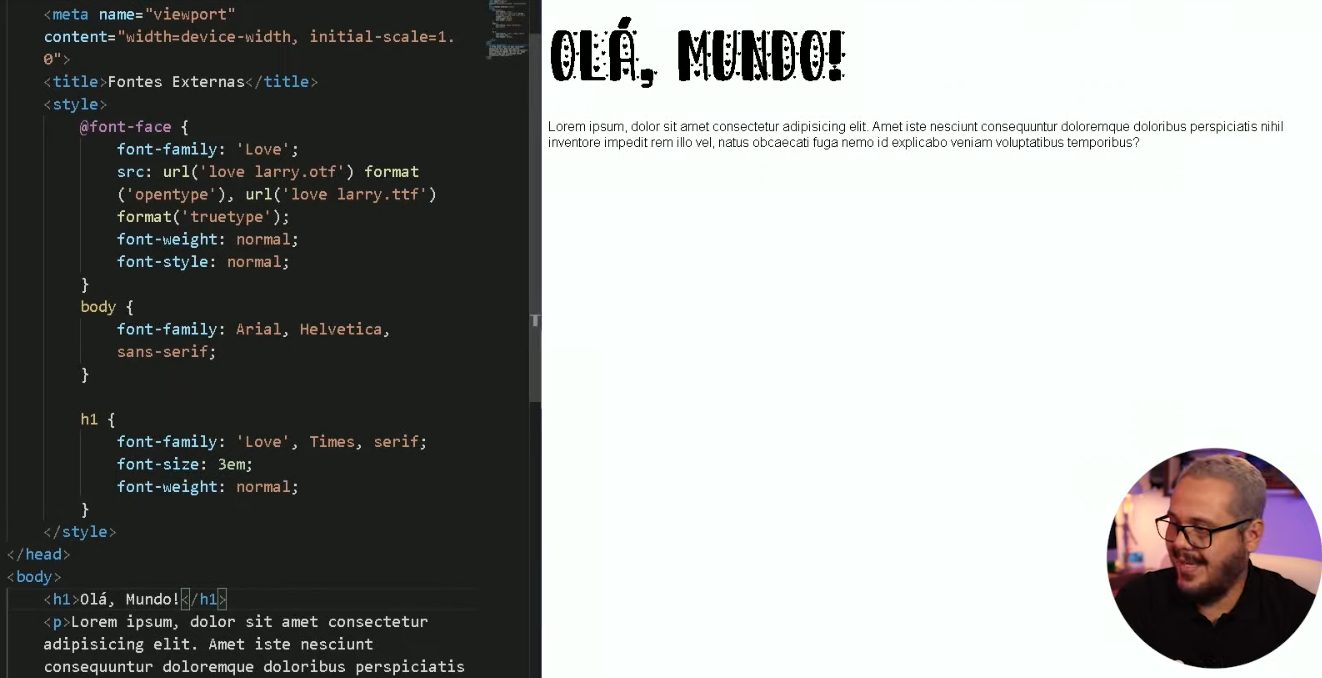 <meta name="viewport"
content="width=device-width, initial-scale=1.
0">
<title>Fontes Externas</title>
<style>
@font-face {
font-family: 'Love';
src: url('love larry.otf') format
('opentype'), url('love larry.ttf')
format('truetype');
font-weight: normal;
font-style: normal;
}
body {
font-family: Arial, Helvetica,
sans-serif;
}
h1 {
font-family: 'Love', Times, serif;
font-size: 3em;
font-weight: normal;
}
</style>
</head>
<body>
<h1>Olá, Mundo!</h1>
<p>Lorem ipsum, dolor sit amet consectetur
adipisicing elit. Amet iste nesciunt
consequuntur doloremque doloribus perspiciatis
OLÁ, MUNDO!
Lorem ipsum, dolor sit amet consectetur adipisicing elit. Amet iste nesciunt consequuntur doloremque doloribus perspiciatis nihil
inventore impedit rem illo vel, natus obcaecati fuga nemo id explicabo veniam voluptatibus temporibus?